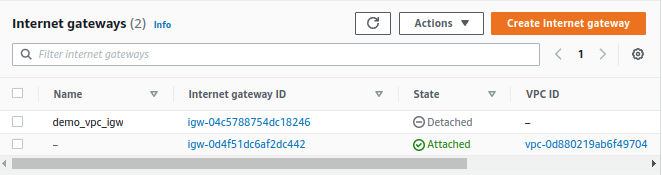 Internet gateways (2) Info Actions Create internet gateway
Filter internet gateways 1
Name Internet gateway ID State VPC ID
demo_vpc_igw igw-04c5788754dc18246 Detached –
– igw-0d4f51dc6af2dc442 Attached vpc-0d880219ab6f49704